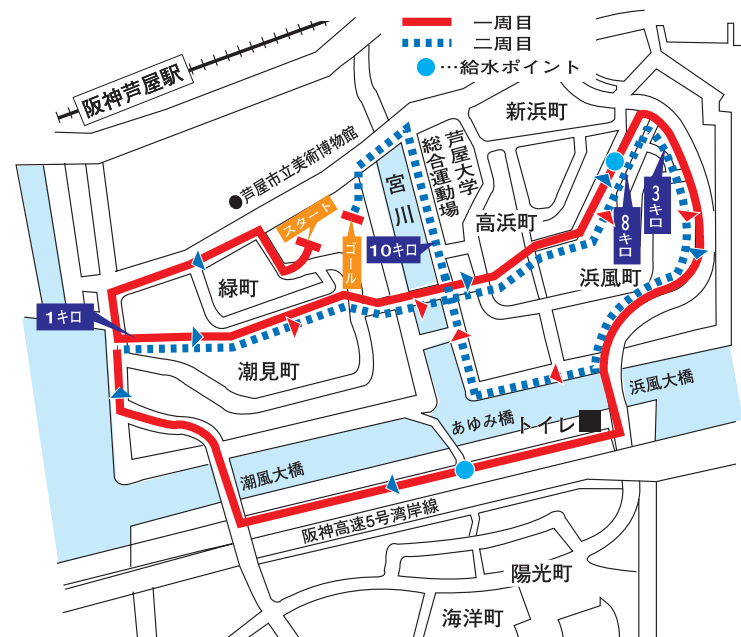 一周目
二周目
…給水ポイント
阪神芦屋駅
新浜町
芦屋市立美術博物館
芦屋大学
総合運動場
宮川
3キロ
8キロ
高浜町
スタート
ゴール
10キロ
浜風町
緑町
1キロ
潮見町
浜風大橋
あゆみ橋
トイレ
潮風大橋
阪神高速5号湾岸線
陽光町
海洋町